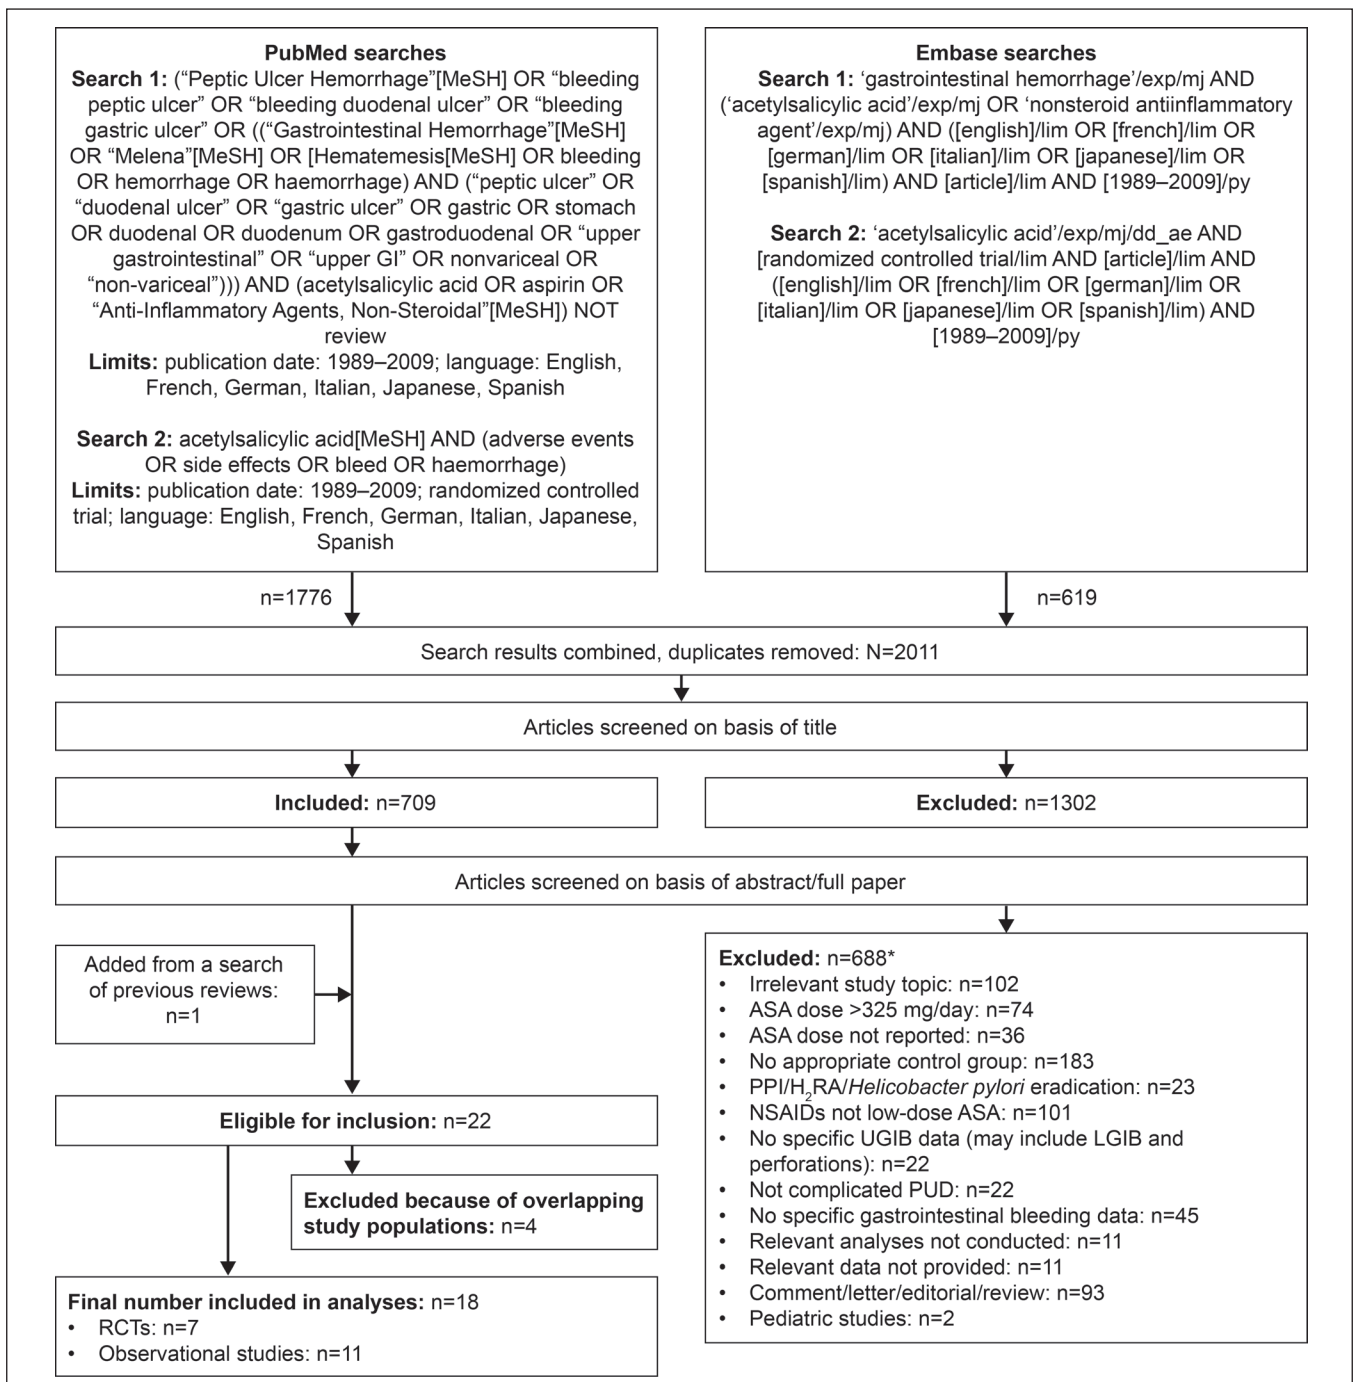 PubMed searches
Search 1: (“Peptic Ulcer Hemorrhage”[MeSH] OR “bleeding
peptic ulcer” OR “bleeding duodenal ulcer” OR “bleeding
gastric ulcer” OR ((“Gastrointestinal Hemorrhage”[MeSH]
OR “Melena”[MeSH] OR [Hematemesis[MeSH] OR bleeding
OR hemorrhage OR haemorrhage) AND (“peptic ulcer” OR
“duodenal ulcer” OR “gastric ulcer” OR gastric OR stomach
OR duodenal OR duodenum OR gastroduodenal OR “upper
gastrointestinal” OR “upper GI” OR nonvariceal OR
“non-variceal”))) AND (acetylsalicylic acid OR aspirin OR
“Anti-Inflammatory Agents, Non-Steroidal”[MeSH]) NOT
review
Limits: publication date: 1989–2009; language: English,
French, German, Italian, Japanese, Spanish
Search 2: acetylsalicylic acid[MeSH] AND (adverse events
OR side effects OR bleed OR haemorrhage)
Limits: publication date: 1989–2009; randomized controlled
trial; language: English, French, German, Italian, Japanese,
Spanish
Embase searches
Search 1: ‘gastrointestinal hemorrhage’/exp/mj AND
(‘acetylsalicylic acid’/exp/mj OR ‘nonsteroid antiinflammatory
agent’/exp/mj) AND ([english]/lim OR [french]/lim OR
[german]/lim OR [italian]/lim OR [japanese]/lim OR
[spanish]/lim) AND [article]/lim AND [1989–2009]/py
Search 2: ‘acetylsalicylic acid’/exp/mj/dd_ae AND
[randomized controlled trial/lim AND [article]/lim AND
([english]/lim OR [french]/lim OR [german]/lim OR
[italian]/lim OR [japanese]/lim OR [spanish]/lim) AND
[1989–2009]/py
n=1776
n=619
Search results combined, duplicates removed: N=2011
Articles screened on basis of title
Included: n=709
Excluded: n=1302
Articles screened on basis of abstract/full paper
Added from a search
of previous reviews:
n=1
Excluded: n=688*
• Irrelevant study topic: n=102
• ASA dose >325 mg/day: n=74
• ASA dose not reported: n=36
• No appropriate control group: n=183
• PPI/H₂RA/Helicobacter pylori eradication: n=23
• NSAIDs not low-dose ASA: n=101
• No specific UGIB data (may include LGIB and
perforations): n=22
• Not complicated PUD: n=22
• No specific gastrointestinal bleeding data: n=45
• Relevant analyses not conducted: n=11
• Relevant data not provided: n=11
• Comment/letter/editorial/review: n=93
• Pediatric studies: n=2
Eligible for inclusion: n=22
Excluded because of overlapping
study populations: n=4
Final number included in analyses: n=18
• RCTs: n=7
• Observational studies: n=11